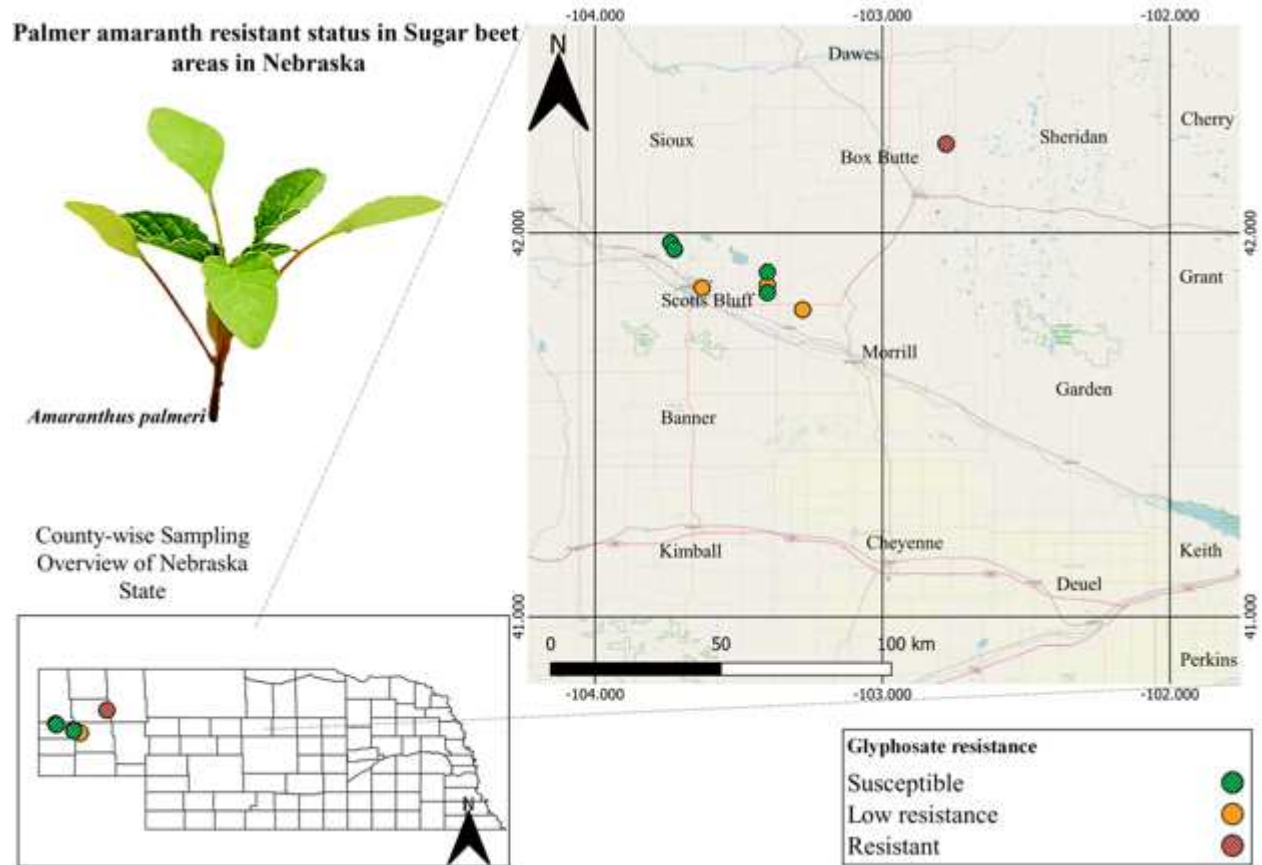 Palmer amaranth resistant status in Sugar beet
areas in Nebraska
Amaranthus palmeri
County-wise Sampling
Overview of Nebraska
State
N
-104.000
-103.000
-102.000
N
Dawes
Sioux
Box Butte
Sheridan
Cherry
42.000
42.000
Grant
Scotts Bluff
Morrill
Garden
Banner
Kimball
Cheyenne
Deuel
Keith
41.000
41.000
0
50
100 km
Perkins
-104.000
-103.000
-102.000
Glyphosate resistance
Susceptible
Low resistance
Resistant